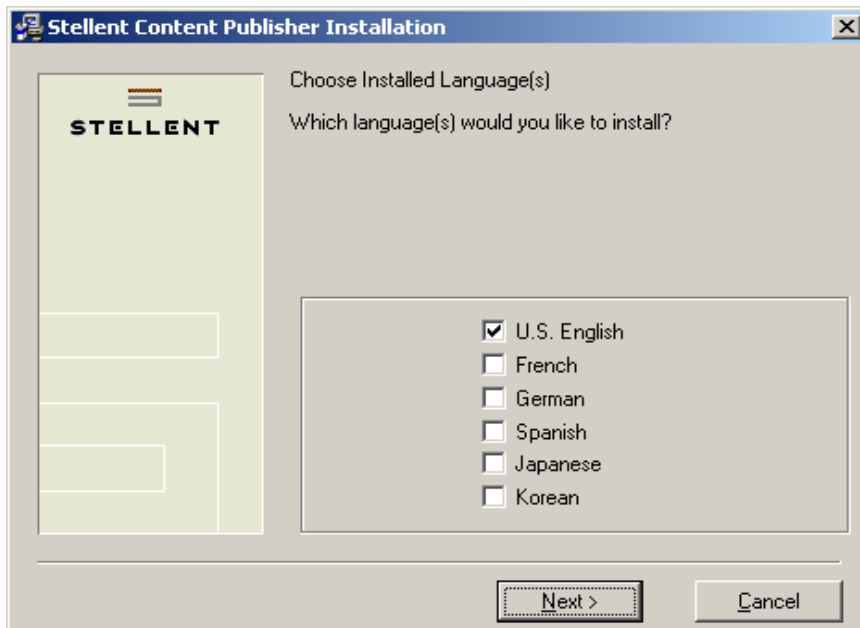 Stellent Content Publisher Installation
STELLENT
Choose Installed Language(s)
Which language(s) would you like to install?
U.S. English
French
German
Spanish
Japanese
Korean
Next >
Cancel